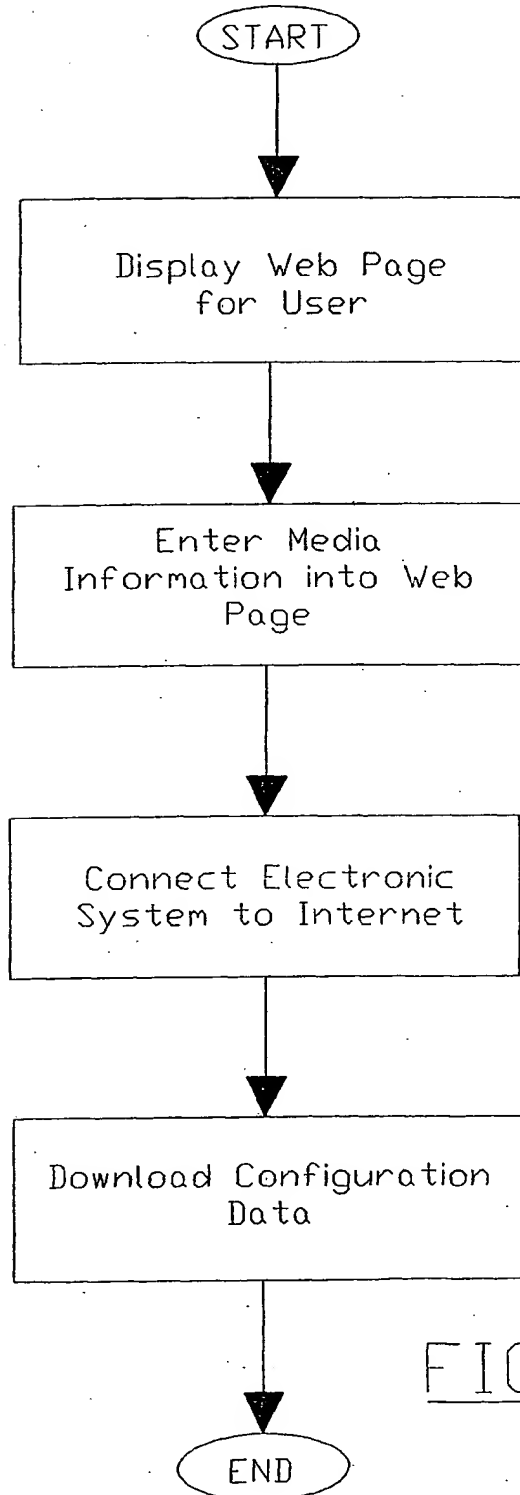 START
Display Web Page
for User
Enter Media
Information into Web
Page
Connect Electronic
System to Internet
Download Configuration
Data
END